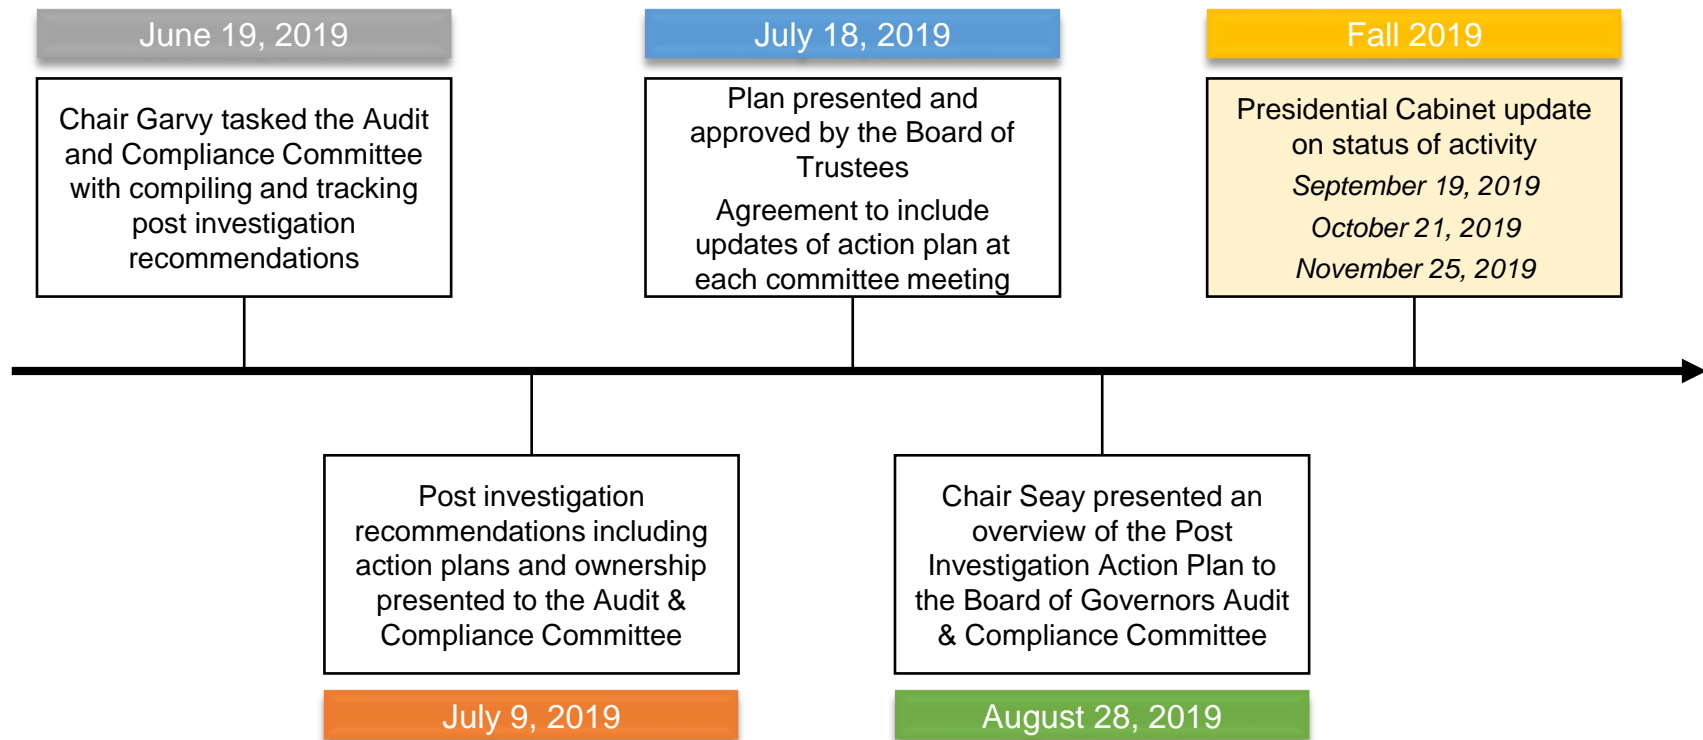 June 19, 2019
Chair Garvy tasked the Audit
and Compliance Committee
with compiling and tracking
post investigation
recommendations
July 18, 2019
Plan presented and
approved by the Board of
Trustees
Agreement to include
updates of action plan at
each committee meeting
Fall 2019
Presidential Cabinet update
on status of activity
September 19, 2019
October 21, 2019
November 25, 2019
Post investigation
recommendations including
action plans and ownership
presented to the Audit &
Compliance Committee
July 9, 2019
Chair Seay presented an
overview of the Post
Investigation Action Plan to
the Board of Governors Audit
& Compliance Committee
August 28, 2019